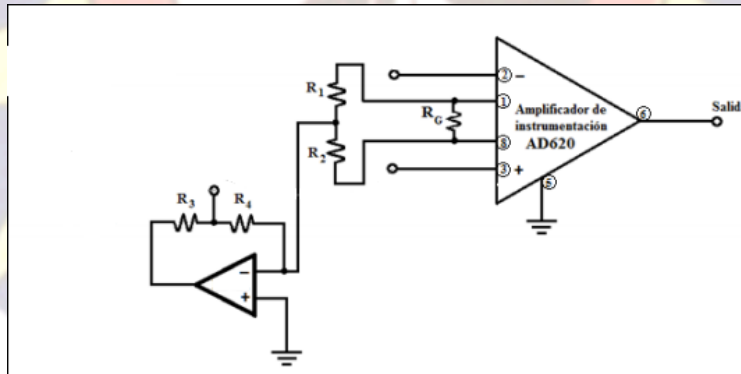 R1
R2
RG
② −
①
Amplificador de
instrumentación
AD620
⑧
③ +
⑤
⑥
Salid
R3
R4
−
+